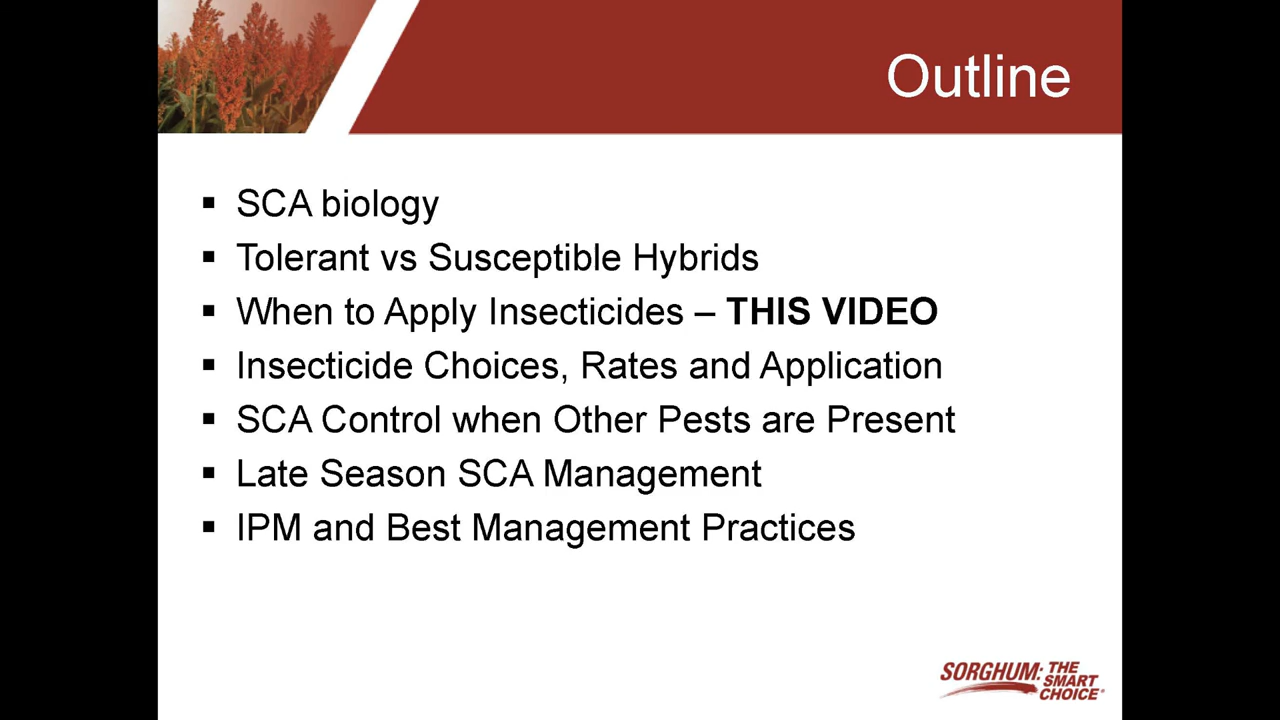 Outline
▪ SCA biology
▪ Tolerant vs Susceptible Hybrids
▪ When to Apply Insecticides – THIS VIDEO
▪ Insecticide Choices, Rates and Application
▪ SCA Control when Other Pests are Present
▪ Late Season SCA Management
▪ IPM and Best Management Practices
SORGHUM: THE
SMART
CHOICE®